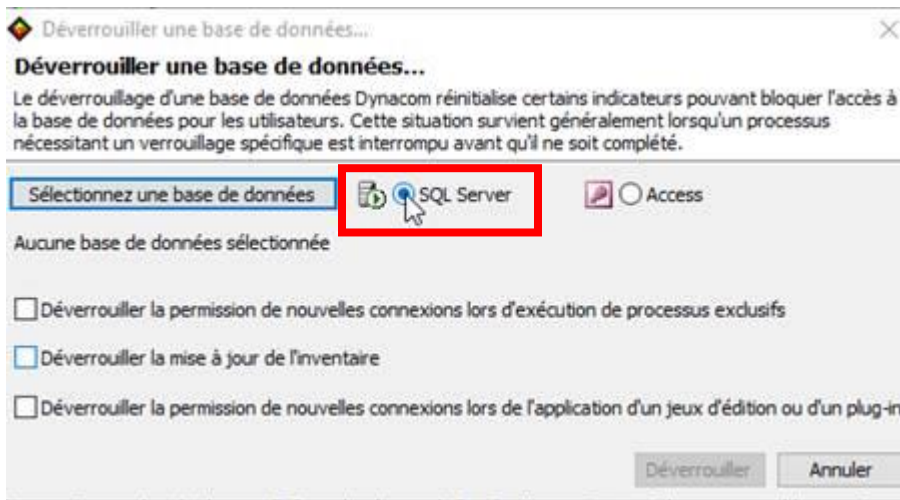 Déverrouiller une base de données...
Déverrouiller une base de données...
Le déverrouillage d'une base de données Dynacom réinitialise certains indicateurs pouvant bloquer l'accès à
la base de données pour les utilisateurs. Cette situation survient généralement lorsqu'un processus
nécessitant un verrouillage spécifique est interrompu avant qu'il ne soit complété.
Sélectionnez une base de données SQL Server Access
Aucune base de données sélectionnée
Déverrouiller la permission de nouvelles connexions lors d'exécution de processus exclusifs
Déverrouiller la mise à jour de l'inventaire
Déverrouiller la permission de nouvelles connexions lors de l'application d'un jeux d'édition ou d'un plug-in
Déverrouiller Annuler